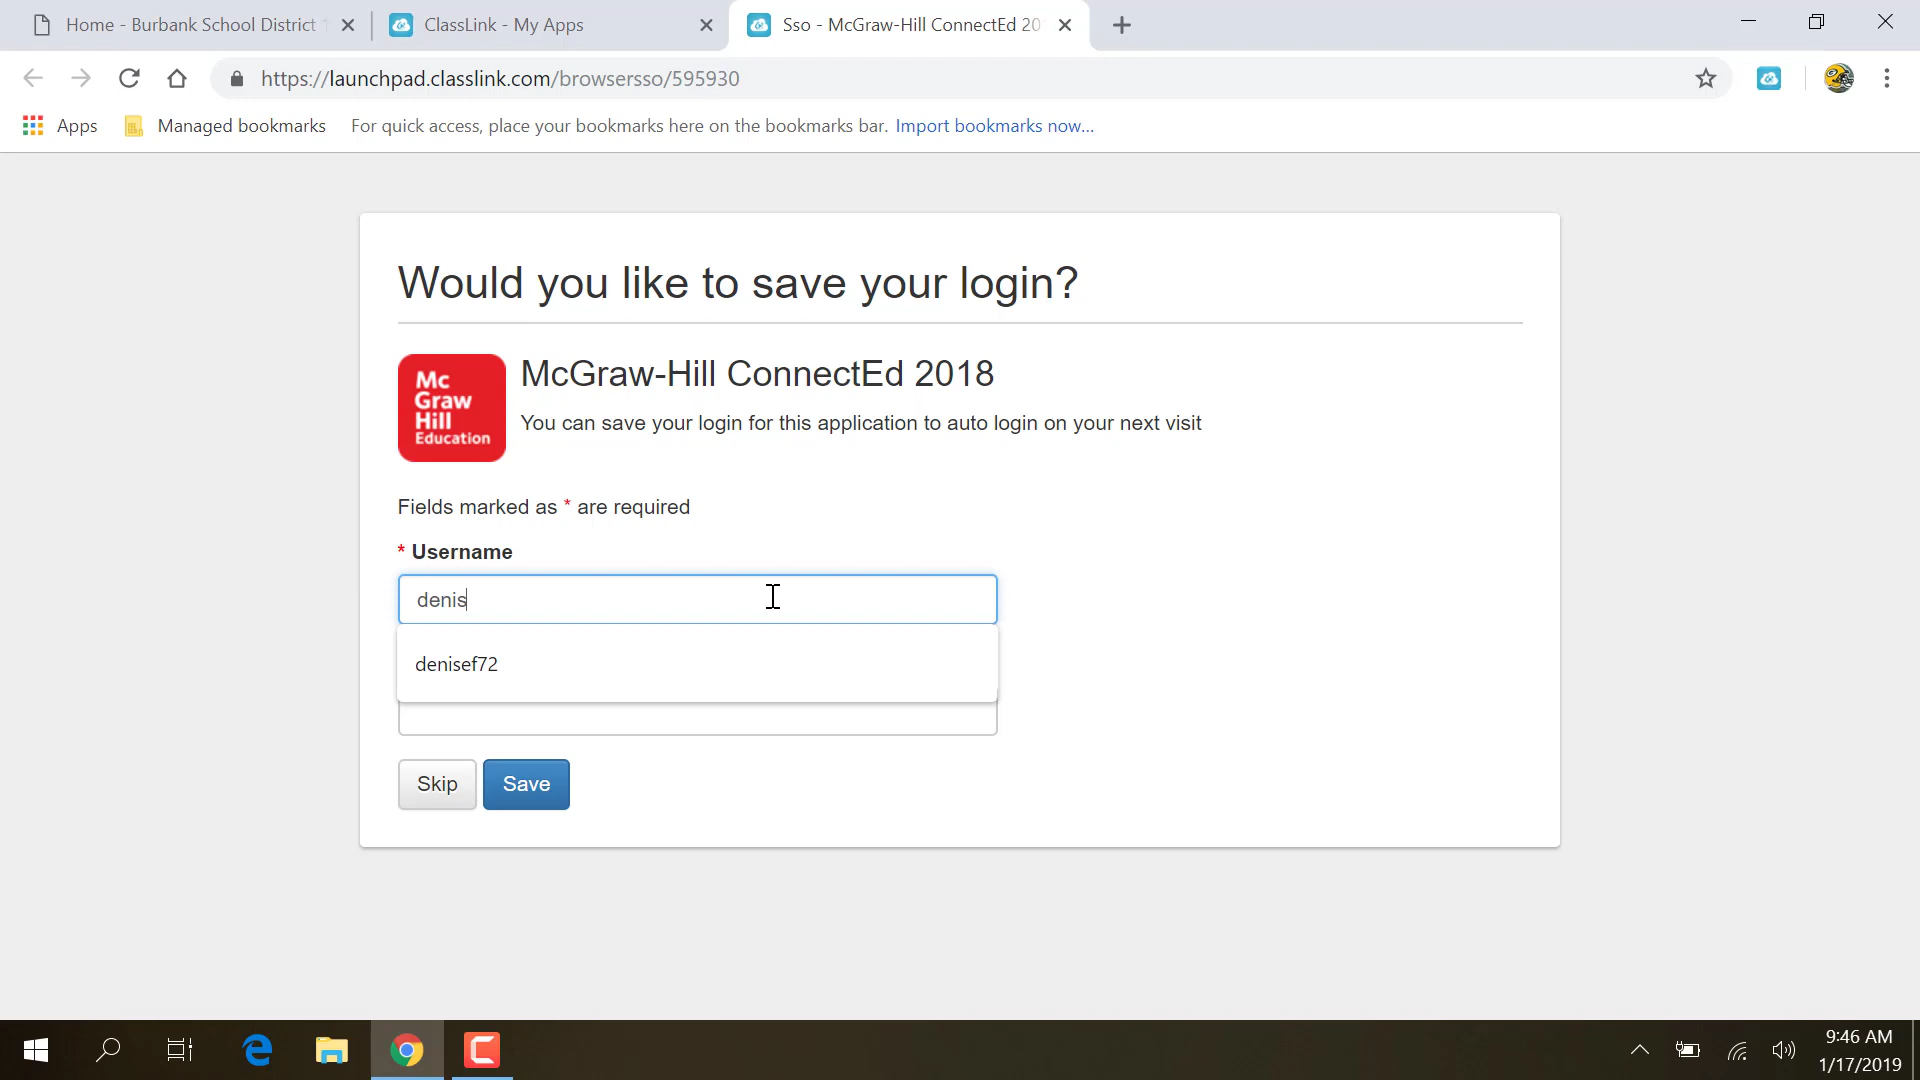 Home - Burbank School District
ClassLink - My Apps
Sso - McGraw-Hill ConnectEd 20
https://launchpad.classlink.com/browsersso/595930
Apps
Managed bookmarks
For quick access, place your bookmarks here on the bookmarks bar. Import bookmarks now...
Would you like to save your login?
Mc
Graw
Hill
Education
McGraw-Hill ConnectEd 2018
You can save your login for this application to auto login on your next visit
Fields marked as * are required
* Username
denis
denisef72
Skip
Save
9:46 AM
1/17/2019